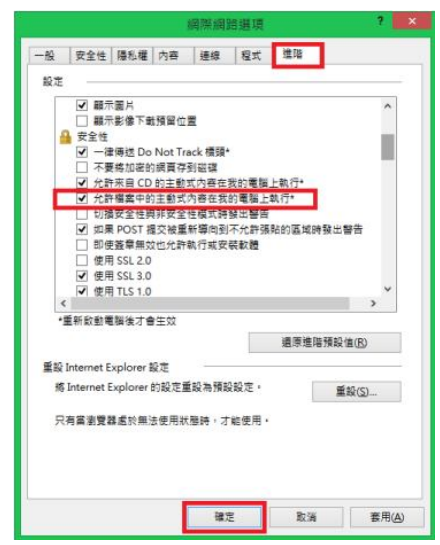 網際網路選項
?
一般 安全性 隱私權 內容 連線 程式 進階
設定
顯示圖片
顯示影像下載預留位置
安全性
一律傳送 Do Not Track 標頭*
不要將加密的網頁存到磁碟
允許來自 CD 的主動式內容在我的電腦上執行*
允許檔案中的主動式內容在我的電腦上執行*
切換安全性與非安全性模式時發出警告
如果 POST 提交被重新導向到不允許張貼的區域時發出警告
即使簽章無效也允許執行或安裝軟體
使用 SSL 2.0
使用 SSL 3.0
使用 TLS 1.0
*重新啟動電腦後才會生效
還原進階預設值(R)
重設 Internet Explorer 設定
將 Internet Explorer 的設定重設為預設設定。
重設(S)...
只有當瀏覽器處於無法使用狀態時，才能使用。
確定 取消 套用(A)